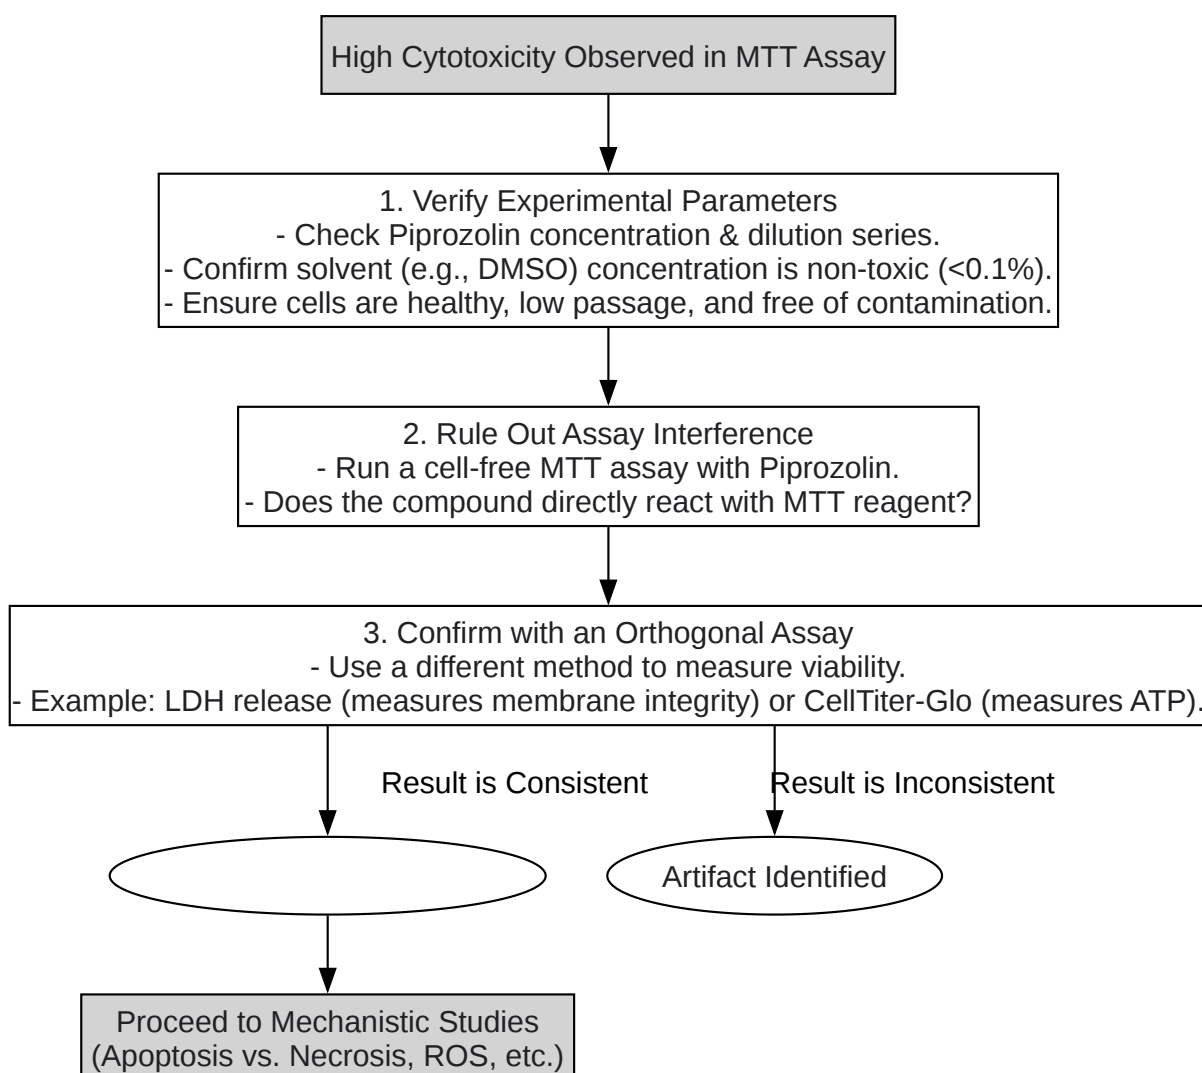 High Cytotoxicity Observed in MTT Assay
1. Verify Experimental Parameters
- Check Piprozolin concentration & dilution series.
- Confirm solvent (e.g., DMSO) concentration is non-toxic (<0.1%).
- Ensure cells are healthy, low passage, and free of contamination.
2. Rule Out Assay Interference
- Run a cell-free MTT assay with Piprozolin.
- Does the compound directly react with MTT reagent?
3. Confirm with an Orthogonal Assay
- Use a different method to measure viability.
- Example: LDH release (measures membrane integrity) or CellTiter-Glo (measures ATP).
Result is Consistent
Result is Inconsistent
Artifact Identified
Proceed to Mechanistic Studies
(Apoptosis vs. Necrosis, ROS, etc.)